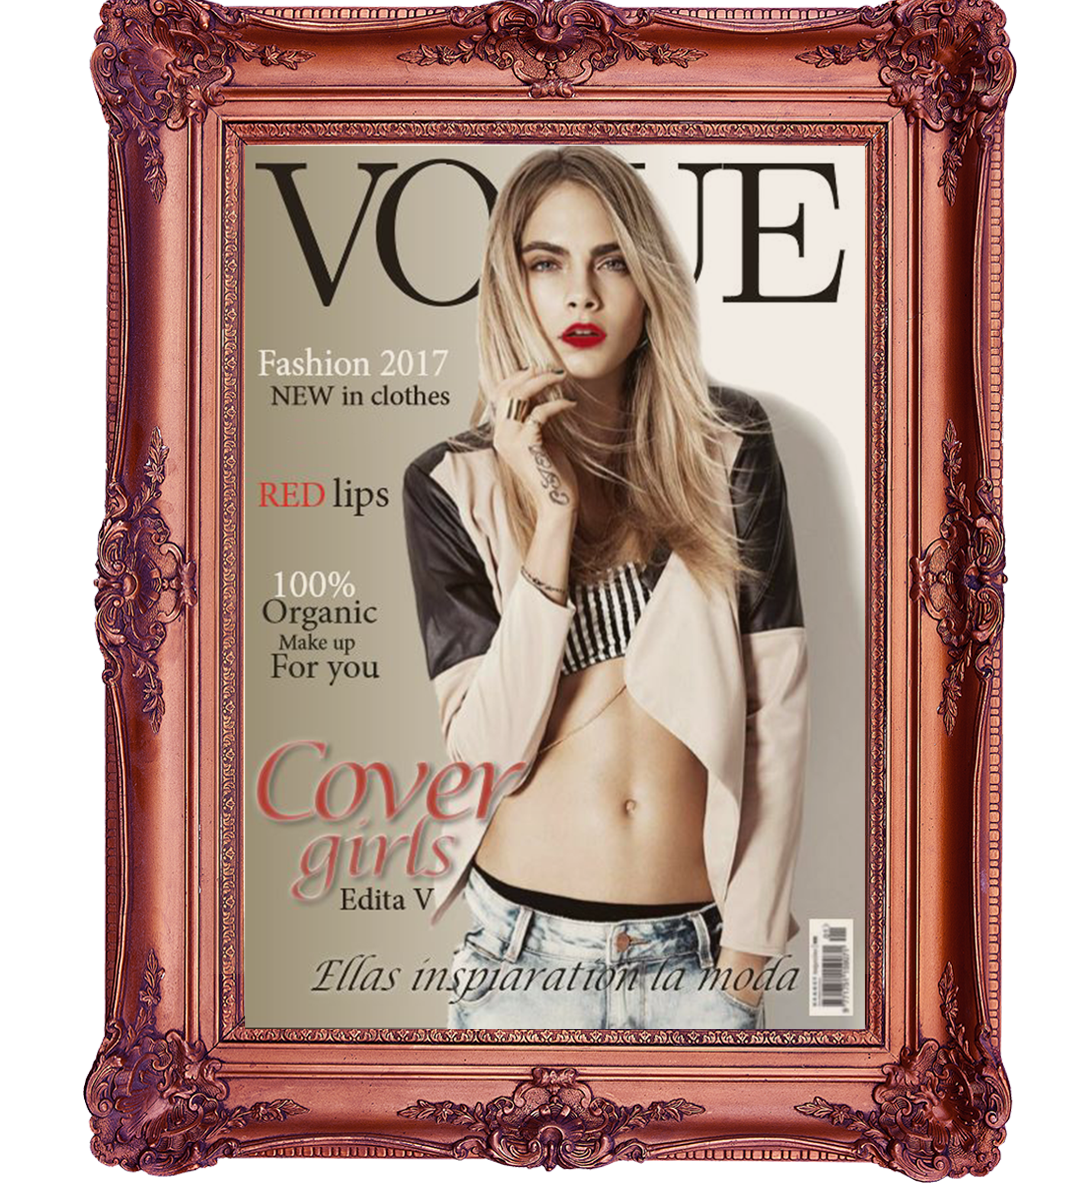 VOGUE
Fashion 2017
NEW in clothes
RED lips
100%
Organic
Make up
For you
Cover
girls
Edita V
Ellas inspiaration la moda